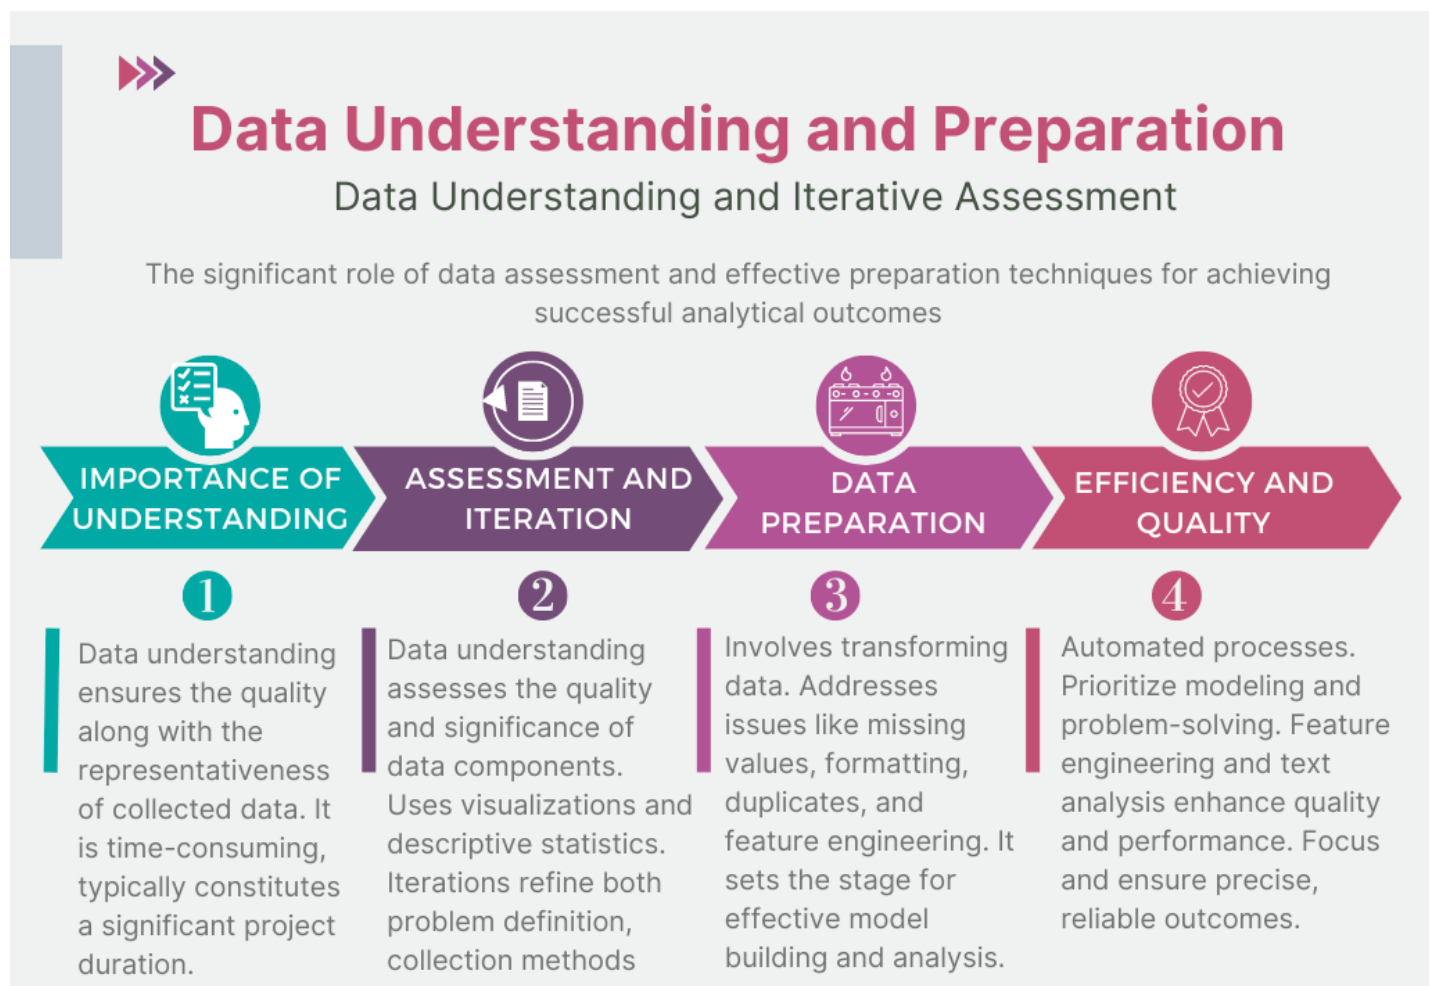 Data Understanding and Preparation
Data Understanding and Iterative Assessment
The significant role of data assessment and effective preparation techniques for achieving
successful analytical outcomes
IMPORTANCE OF
UNDERSTANDING
ASSESSMENT AND
ITERATION
DATA
PREPARATION
EFFICIENCY AND
QUALITY
1
Data understanding
ensures the quality
along with the
representativeness
of collected data. It
is time-consuming,
typically constitutes
a significant project
duration.
2
Data understanding
assesses the quality
and significance of
data components.
Uses visualizations and
descriptive statistics.
Iterations refine both
problem definition,
collection methods
3
Involves transforming
data. Addresses
issues like missing
values, formatting,
duplicates, and
feature engineering. It
sets the stage for
effective model
building and analysis.
4
Automated processes.
Prioritize modeling and
problem-solving. Feature
engineering and text
analysis enhance quality
and performance. Focus
and ensure precise,
reliable outcomes.